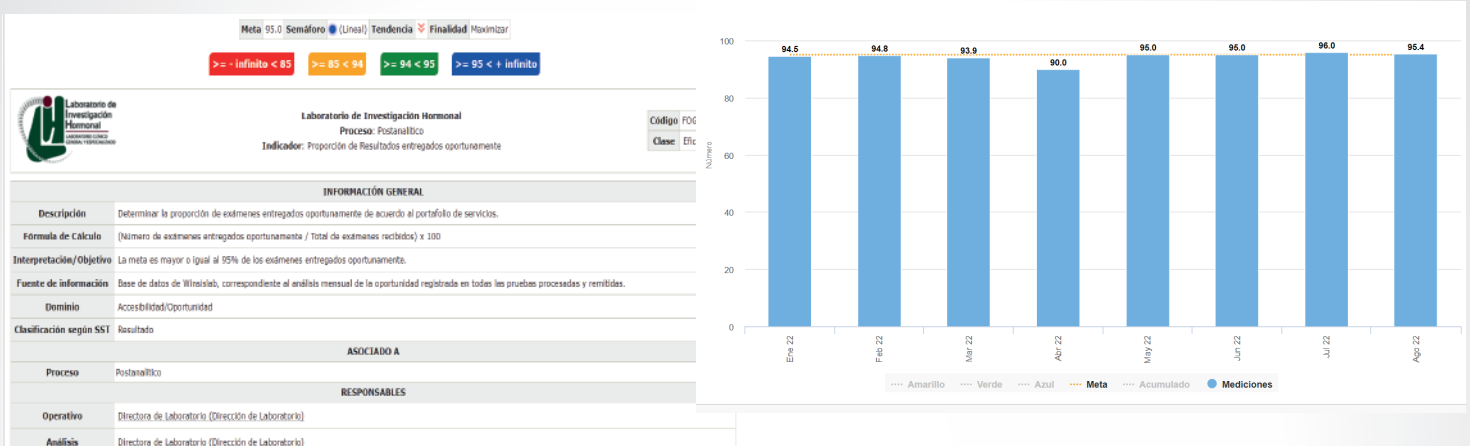 Meta 95.0 Semáforo (Lineal) Tendencia Finalidad Maximizar
>= - infinito < 85
>= 85 < 94
>= 94 < 95
>= 95 < + infinito
Laboratorio de
Investigación
Hormonal
LABORATORIO CLÍNICO
GENERAL Y ESPECIALIZADO
Laboratorio de Investigación Hormonal
Proceso: Postanalitico
Indicador: Proporción de Resultados entregados oportunamente
Código FOG
Clase Efic
INFORMACIÓN GENERAL
Descripción Determinar la proporción de exámenes entregados oportunamente de acuerdo al portafolio de servicios.
Fórmula de Cálculo (Número de exámenes entregados oportunamente / Total de exámenes recibidos) x 100
Interpretación/Objetivo La meta es mayor o igual al 95% de los exámenes entregados oportunamente.
Fuente de información Base de datos de Winsislab, correspondiente al análisis mensual de la oportunidad registrada en todas las pruebas procesadas y remitidas.
Dominio Accesibilidad/Oportunidad
Clasificación según SST Resultado
ASOCIADO A
Proceso Postanalitico
RESPONSABLES
Operativo Directora de Laboratorio (Dirección de Laboratorio)
Análisis Directora de Laboratorio (Dirección de Laboratorio)
Número
100
80
60
40
20
0
94.5 94.8 93.9 90.0 95.0 95.0 96.0 95.4
Ene 22 Feb 22 Mar 22 Abr 22 May 22 Jun 22 Jul 22 Ago 22
Amarillo Verde Azul Meta Acumulado Mediciones